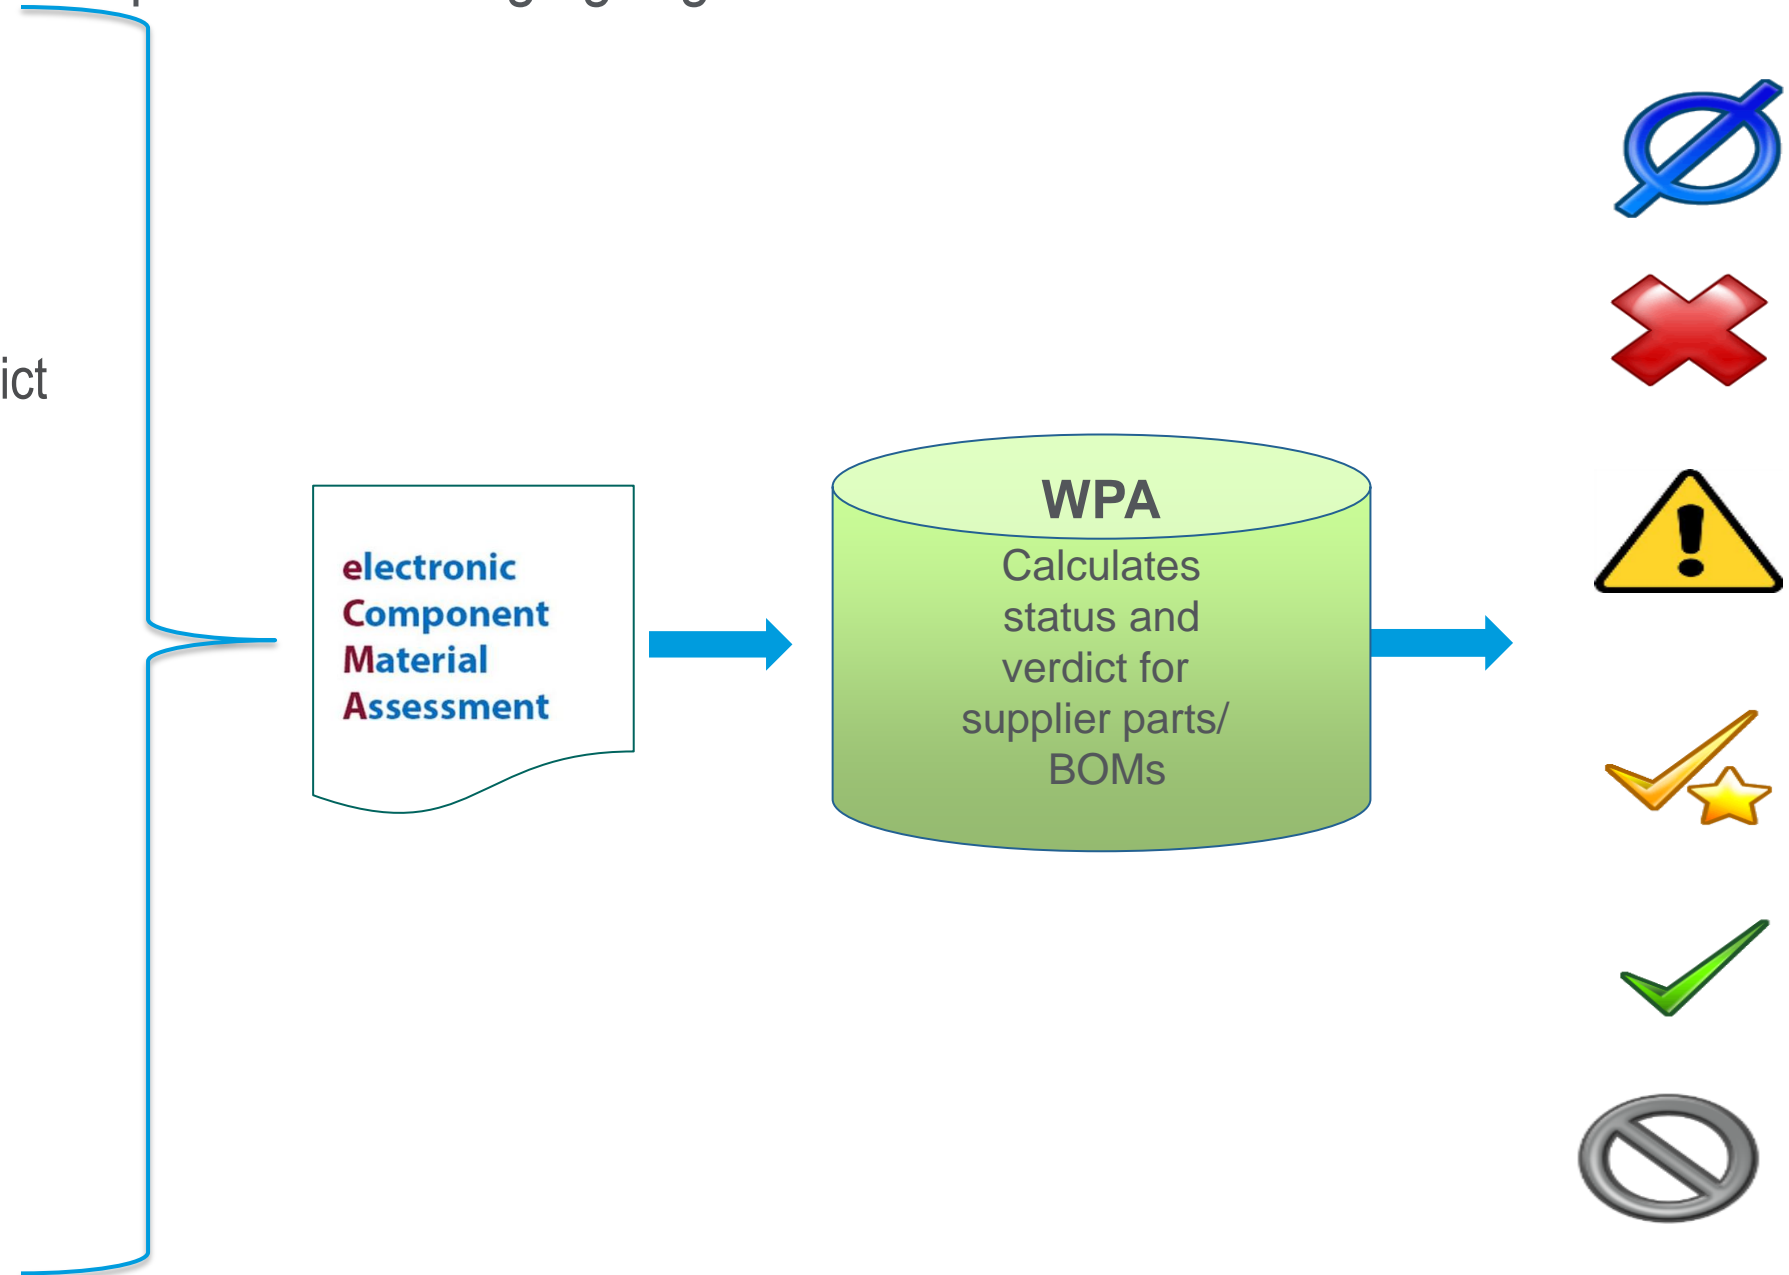 ict
electronic
Component
Material
Assessment
WPA
Calculates
status and
verdict for
supplier parts/
BOMs